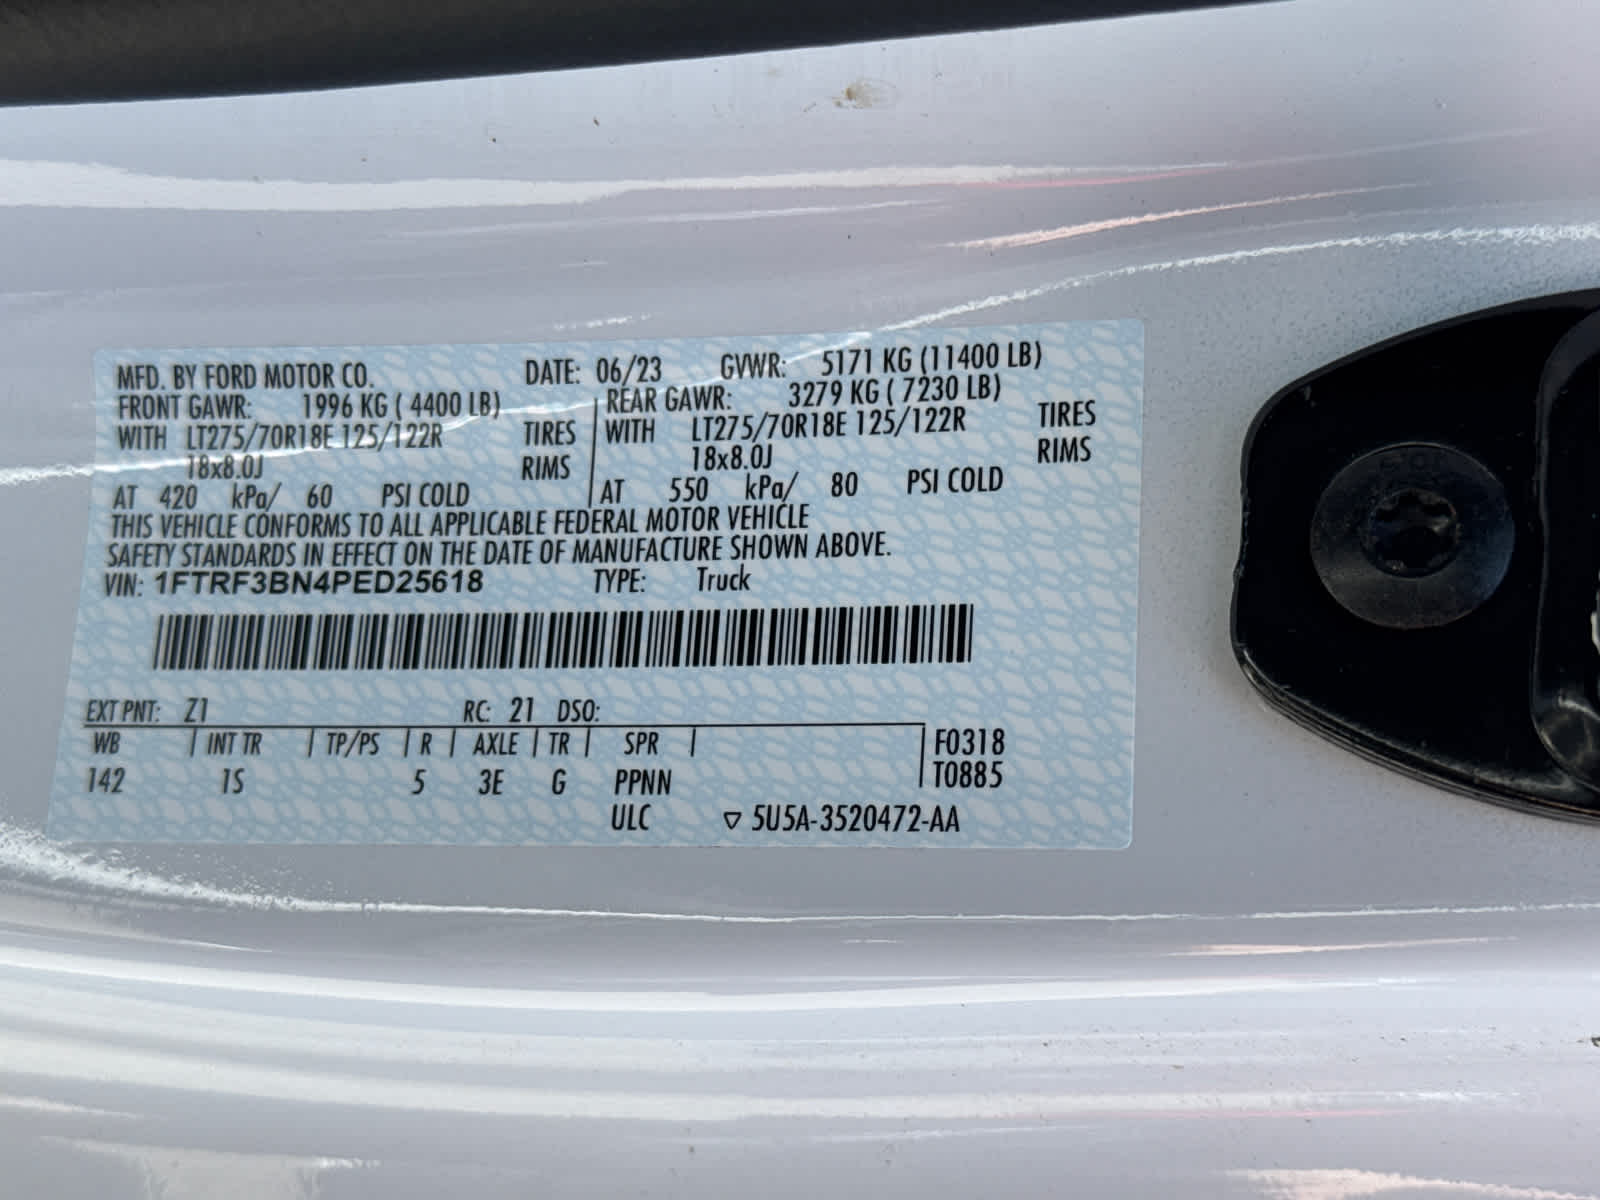 MFD. BY FORD MOTOR CO. DATE: 06/23 GVWR: 5171 KG (11400 LB)
FRONT GAWR: 1996 KG ( 4400 LB) REAR GAWR: 3279 KG ( 7230 LB)
WITH LT275/70R18E 125/122R TIRES WITH LT275/70R18E 125/122R TIRES
18x8.0J RIMS 18x8.0J RIMS
AT 420 kPa/ 60 PSI COLD AT 550 kPa/ 80 PSI COLD
THIS VEHICLE CONFORMS TO ALL APPLICABLE FEDERAL MOTOR VEHICLE
SAFETY STANDARDS IN EFFECT ON THE DATE OF MANUFACTURE SHOWN ABOVE.
VIN: 1FTRF3BN4PED25618 TYPE: Truck
EXT PNT: Z1 RC: 21 DSO:
WB INT TR TP/PS R AXLE TR SPR F0318
142 1S 5 3E G PPNN T0885
ULC ▽ 5U5A-3520472-AA